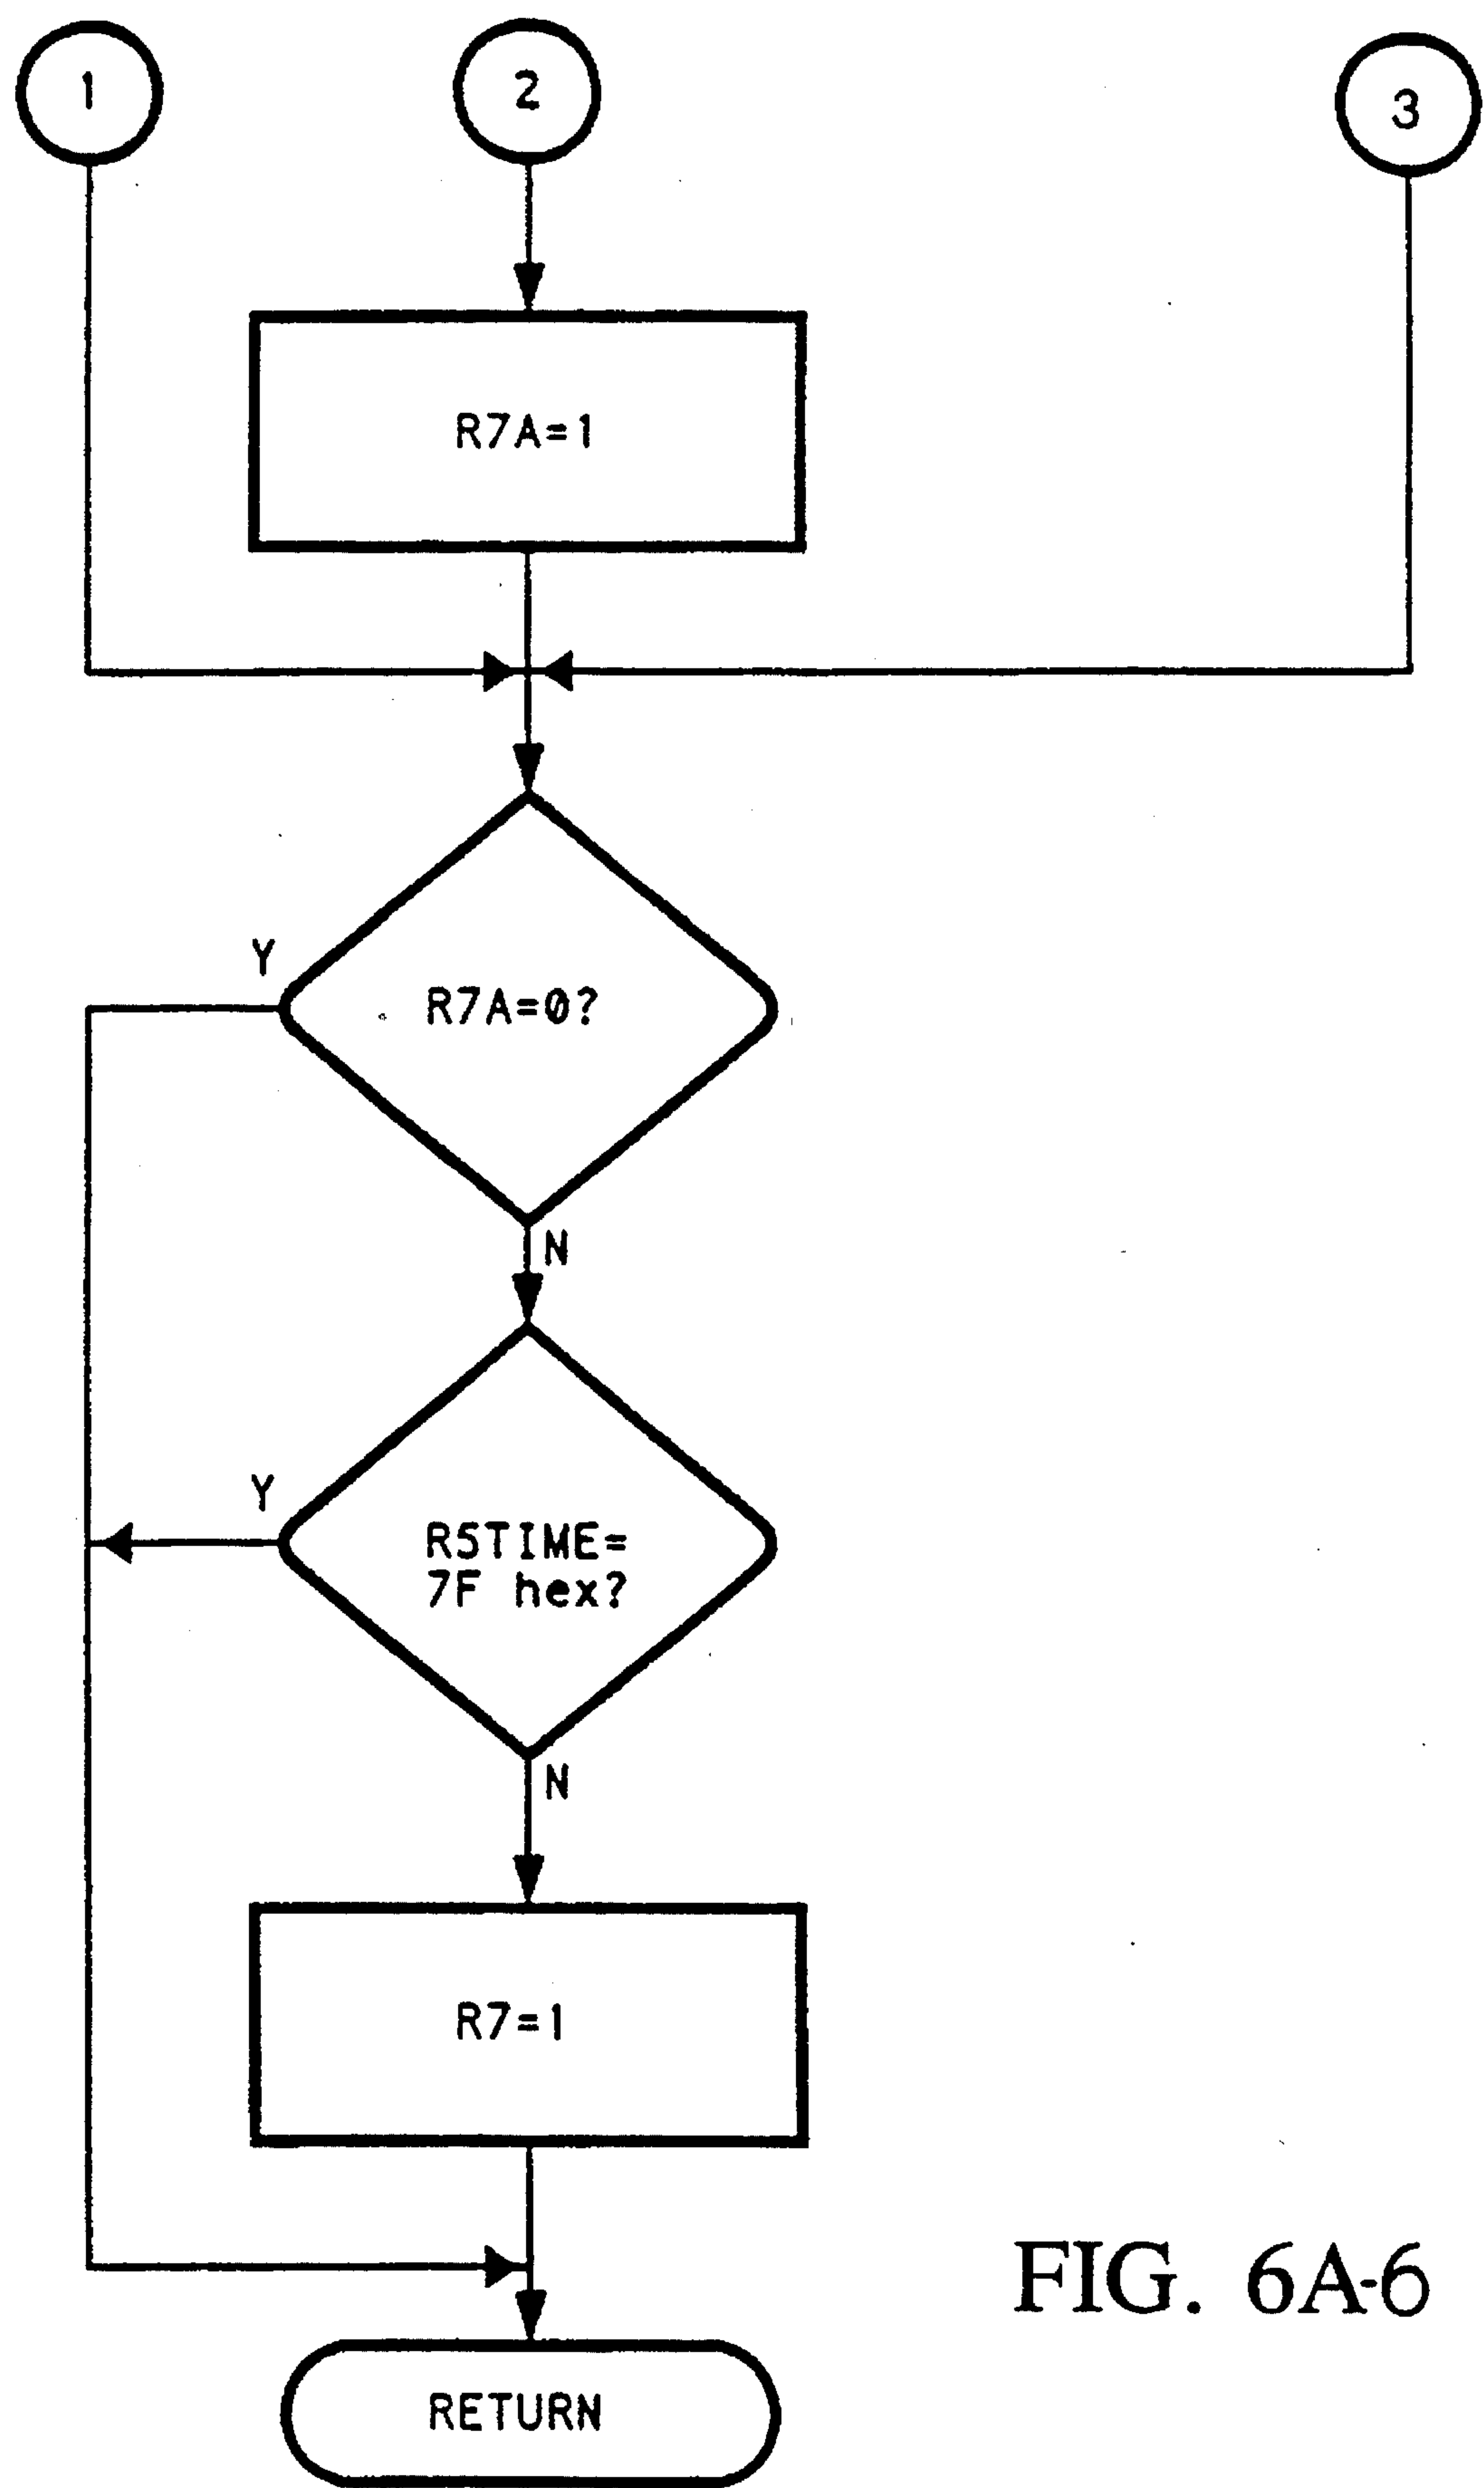 1
2
3
R7A=1
Y
R7A=0?
N
Y
R5TIME=
7F hex?
N
R7=1
FIG. 6A-6
RETURN